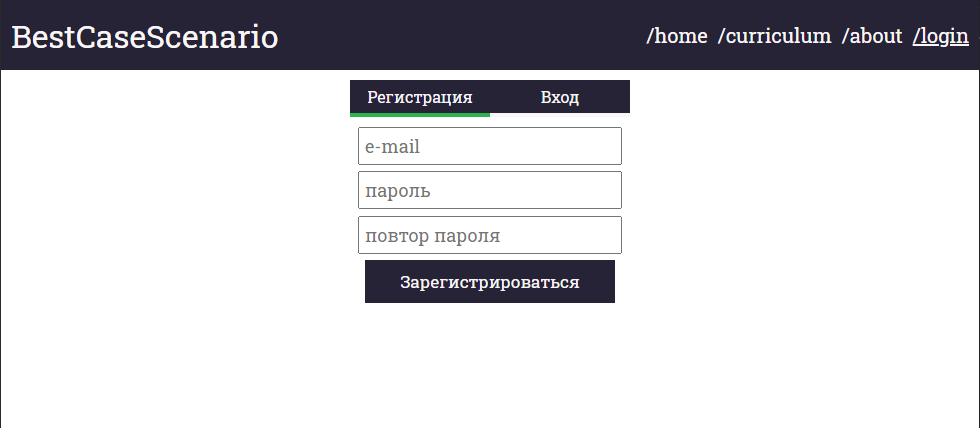 BestCaseScenario /home /curriculum /about /login
Регистрация Вход
e-mail
пароль
повтор пароля
Зарегистрироваться